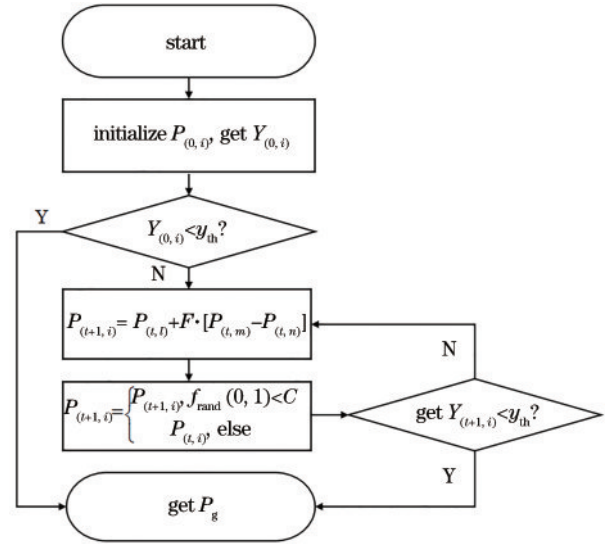 start
initialize P(0, i), get Y(0, i)
Y
Y(0, i)<yth?
N
P(t+1, i)= P(t, l)+F·[P(t, m)−P(t, n)]
N
P(t+1, i)={P(t+1, i), frand (0, 1)<C
P(t, i), else
get Y(t+1, i)<yth?
Y
get Pg